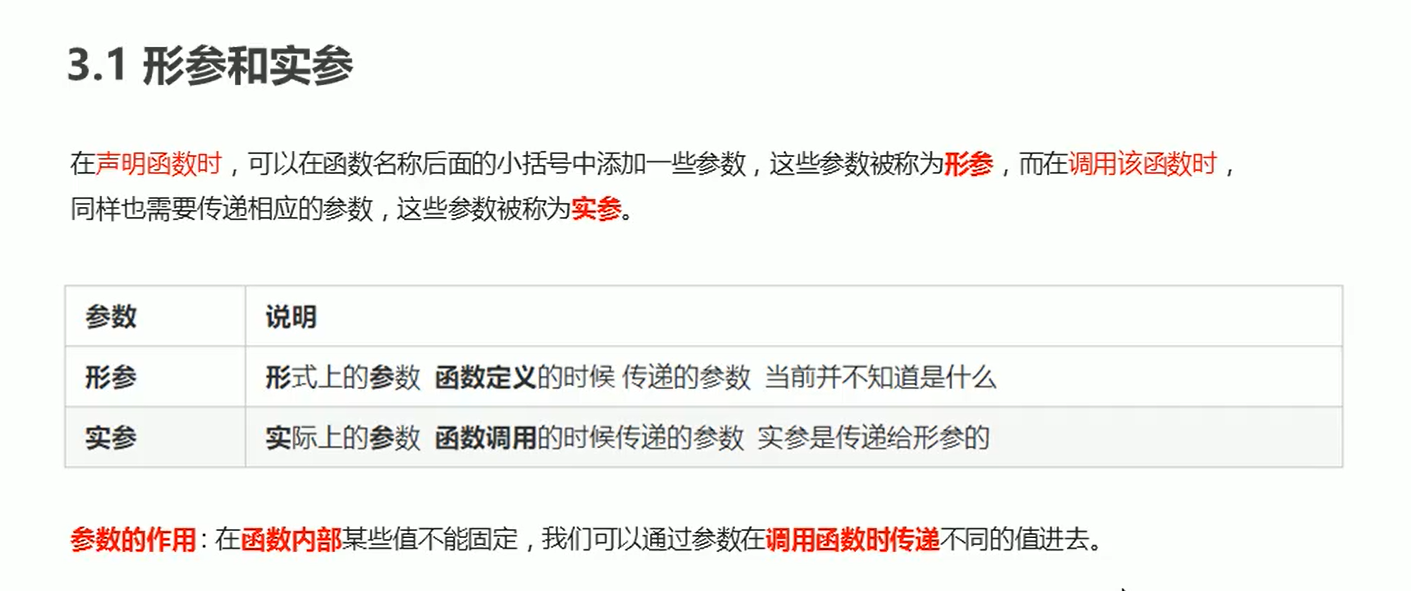 3.1 形参和实参
在声明函数时，可以在函数名称后面的小括号中添加一些参数，这些参数被称为形参，而在调用该函数时，
同样也需要传递相应的参数，这些参数被称为实参。
参数 说明
形参 形式上的参数 函数定义的时候 传递的参数 当前并不知道是什么
实参 实际上的参数 函数调用的时候传递的参数 实参是传递给形参的
参数的作用 : 在函数内部某些值不能固定，我们可以通过参数在调用函数时传递不同的值进去。